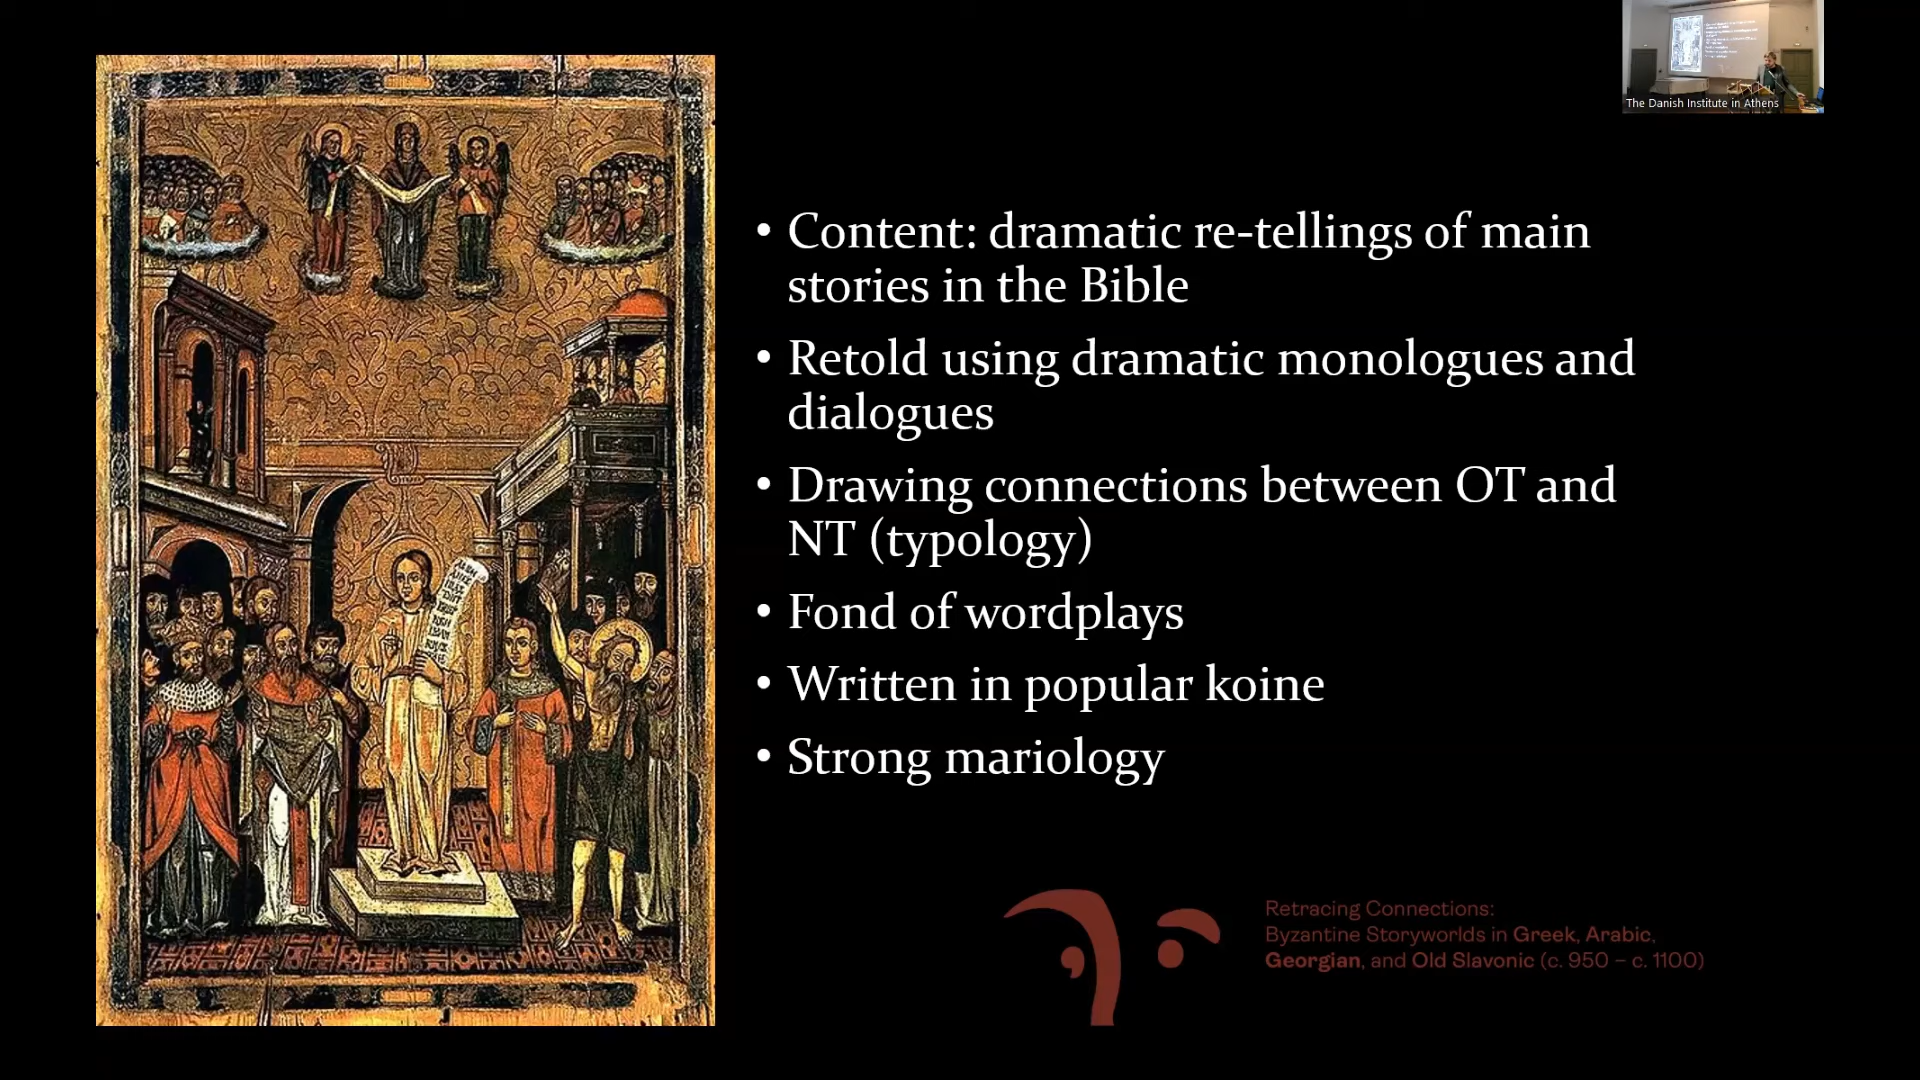 The Danish Institute in Athens
• Content: dramatic re-tellings of main
stories in the Bible
• Retold using dramatic monologues and
dialogues
• Drawing connections between OT and
NT (typology)
• Fond of wordplays
• Written in popular koine
• Strong mariology
Retracing Connections:
Byzantine Storyworlds in Greek, Arabic,
Georgian, and Old Slavonic (c. 950 – c. 1100)